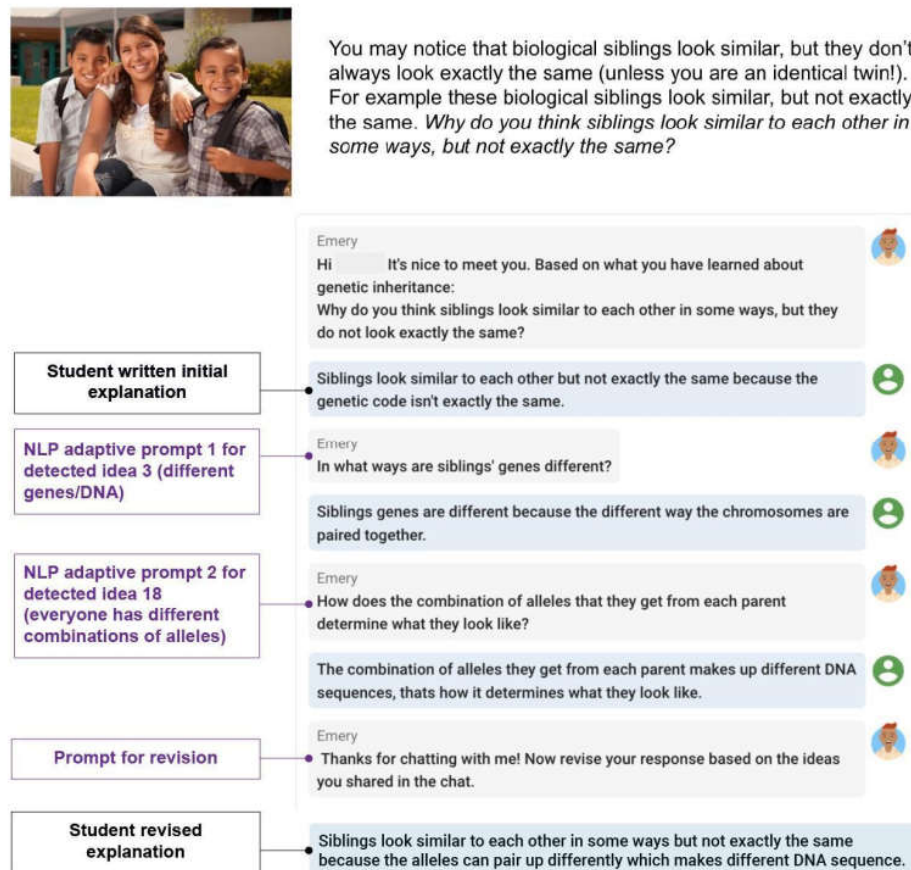 You may notice that biological siblings look similar, but they don't
always look exactly the same (unless you are an identical twin!).
For example these biological siblings look similar, but not exactly
the same. Why do you think siblings look similar to each other in
some ways, but not exactly the same?
Emery
Hi It's nice to meet you. Based on what you have learned about
genetic inheritance:
Why do you think siblings look similar to each other in some ways, but they
do not look exactly the same?
Student written initial
explanation
Siblings look similar to each other but not exactly the same because the
genetic code isn't exactly the same.
NLP adaptive prompt 1 for
detected idea 3 (different
genes/DNA)
Emery
In what ways are siblings' genes different?
Siblings genes are different because the different way the chromosomes are
paired together.
NLP adaptive prompt 2 for
detected idea 18
(everyone has different
combinations of alleles)
Emery
How does the combination of alleles that they get from each parent
determine what they look like?
The combination of alleles they get from each parent makes up different DNA
sequences, thats how it determines what they look like.
Prompt for revision
Emery
Thanks for chatting with me! Now revise your response based on the ideas
you shared in the chat.
Student revised
explanation
Siblings look similar to each other in some ways but not exactly the same
because the alleles can pair up differently which makes different DNA sequence.